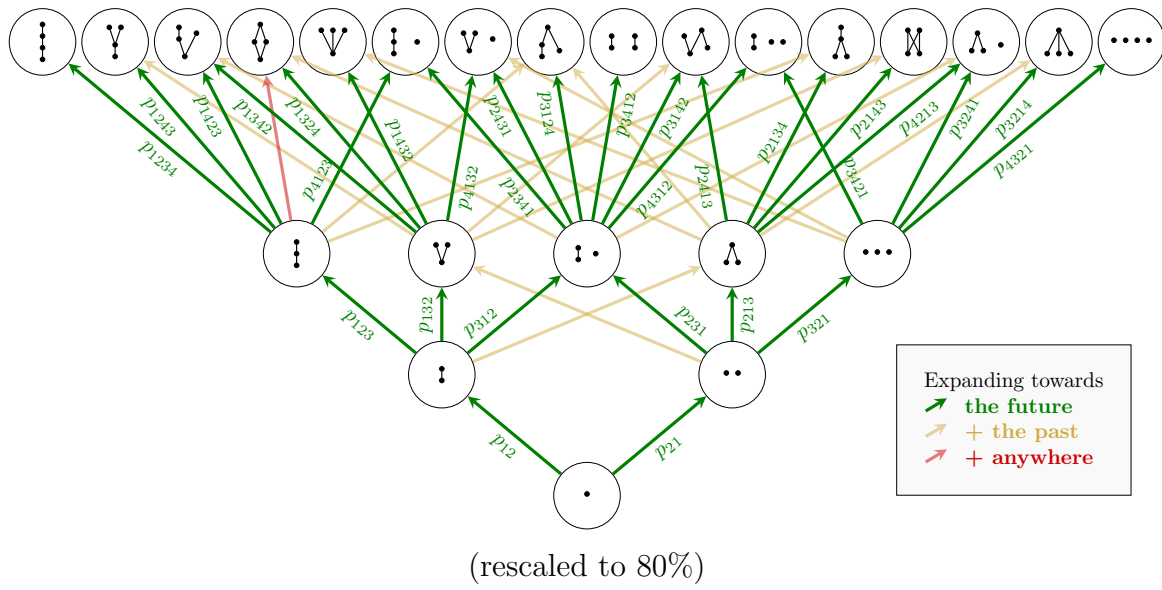 p1243
p1423
p1342
p1324
p1432
p2431
p3124
p3412
p3142
p2134
p2143
p4213
p3241
p3214
p1234
p4123
p4132
p2341
p4312
p2413
p3421
p4321
p123
p132
p312
p231
p213
p321
p12
p21
Expanding towards
the future
+ the past
+ anywhere
(rescaled to 80%)